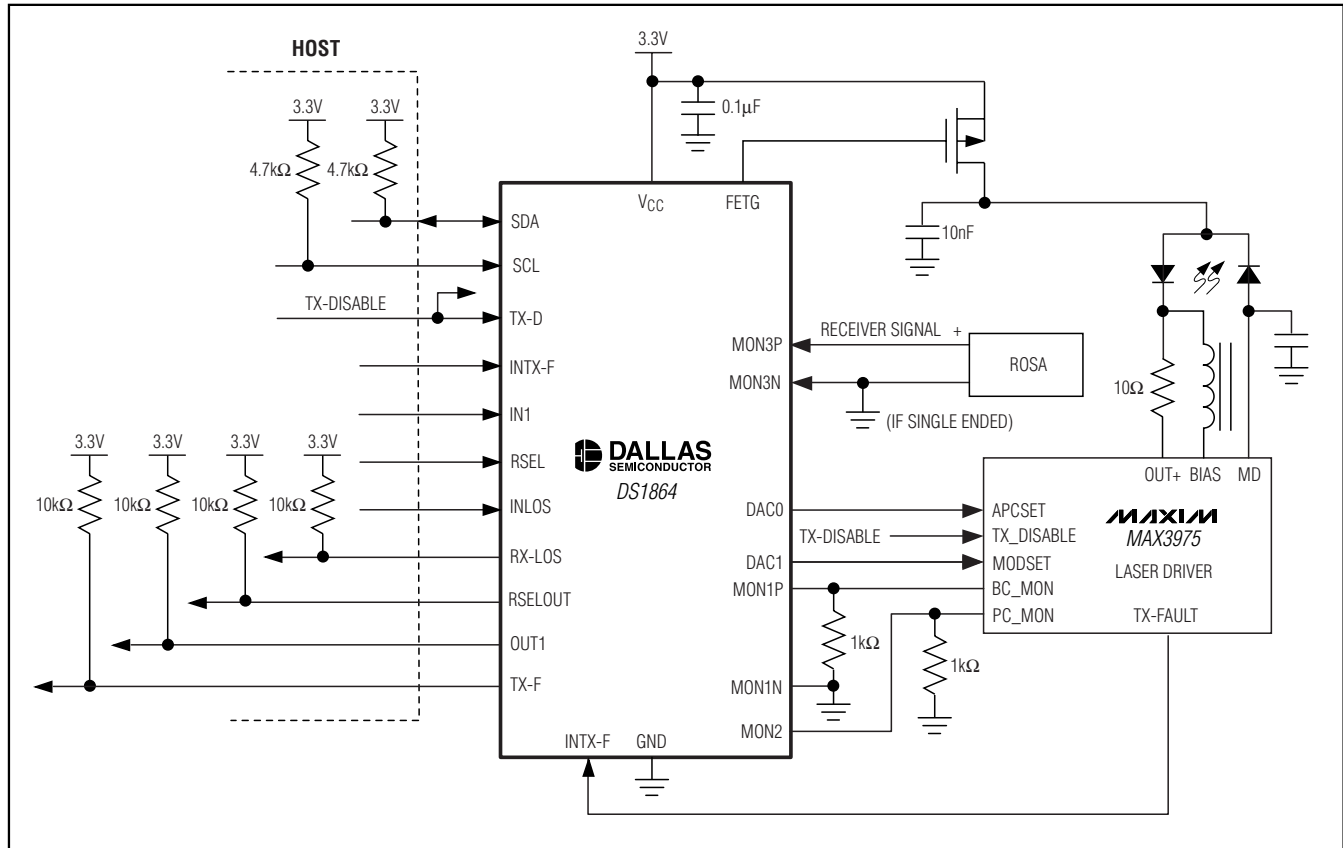 HOST
3.3V
3.3V
3.3V
0.1µF
4.7kΩ
4.7kΩ
VCC
FETG
SDA
10nF
SCL
TX-DISABLE
TX-D
MON3P
RECEIVER SIGNAL +
ROSA
INTX-F
MON3N
(IF SINGLE ENDED)
10Ω
IN1
3.3V
3.3V
3.3V
3.3V
RSEL
DALLAS
SEMICONDUCTOR
DS1864
OUT+ BIAS MD
10kΩ
10kΩ
10kΩ
10kΩ
INLOS
DAC0
APCSET
MAXIM
MAX3975
LASER DRIVER
TX-DISABLE
TX_DISABLE
RX-LOS
DAC1
MODSET
MON1P
BC_MON
RSELOUT
PC_MON
TX-FAULT
OUT1
1kΩ
1kΩ
TX-F
MON1N
MON2
INTX-F
GND